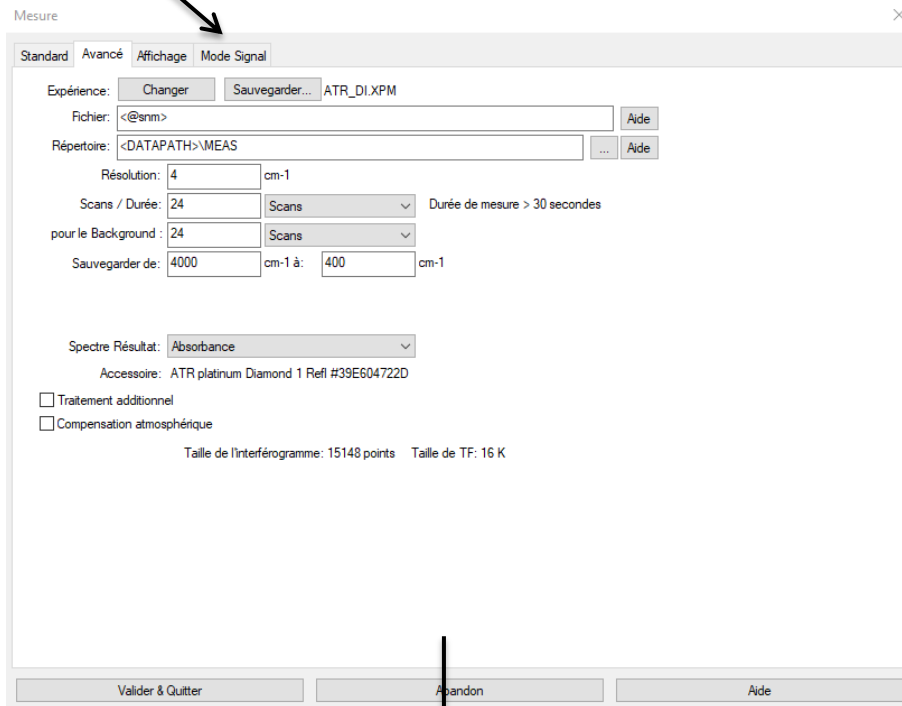 Mesure
Standard Avancé Affichage Mode Signal
Expérience: Changer Sauvegarder... ATR_DI.XPM
Fichier: <@snm> Aide
Répertoire: <DATAPATH>\MEAS ... Aide
Résolution: 4 cm-1
Scans / Durée: 24 Scans Durée de mesure > 30 secondes
pour le Background : 24 Scans
Sauvegarder de: 4000 cm-1 à: 400 cm-1
Spectre Résultat: Absorbance
Accessoire: ATR platinum Diamond 1 Refl #39E604722D
Traitement additionnel
Compensation atmosphérique
Taille de l'interférogramme: 15148 points Taille de TF: 16 K
Valider & Quitter Abandon Aide